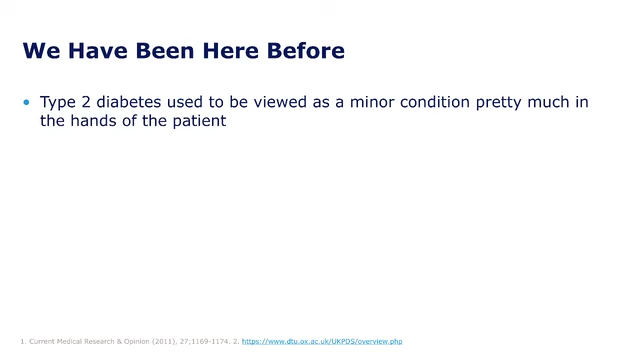 We Have Been Here Before
• Type 2 diabetes used to be viewed as a minor condition pretty much in
the hands of the patient
1. Current Medical Research & Opinion (2011), 27;1169-1174. 2. https://www.dtu.ox.ac.uk/UKPDS/overview.php